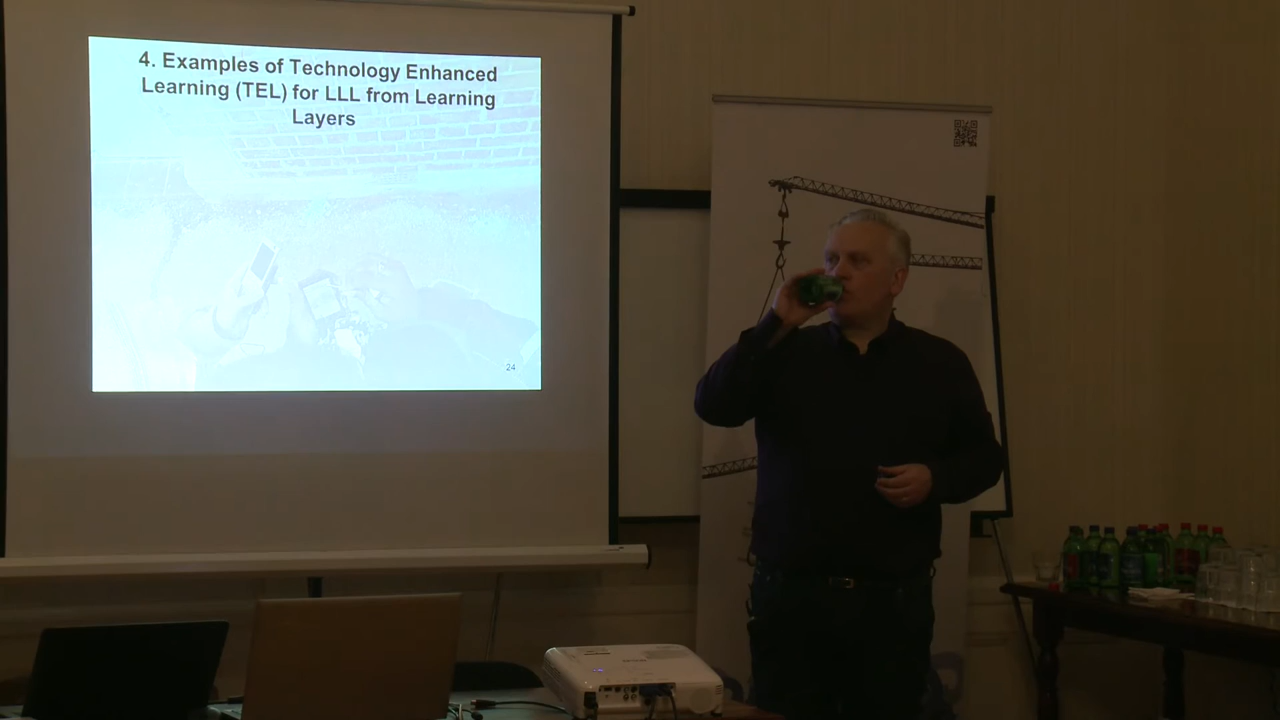 4. Examples of Technology Enhanced
Learning (TEL) for LLL from Learning
Layers
24